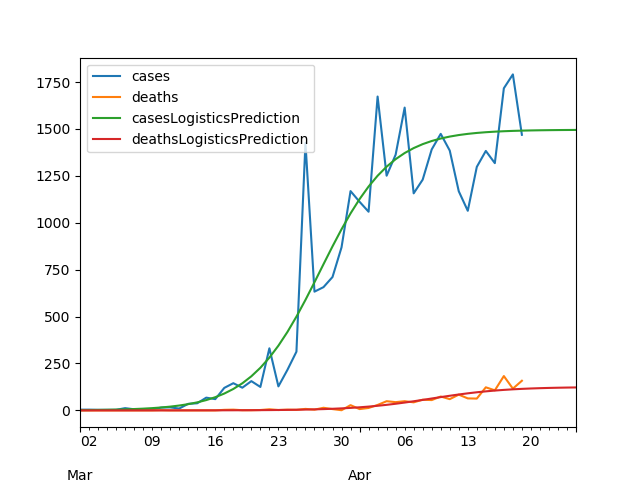 cases
deaths
casesLogisticsPrediction
deathsLogisticsPrediction
1750
1500
1250
1000
750
500
250
0
02 09 16 23 30 06 13 20
Mar Apr